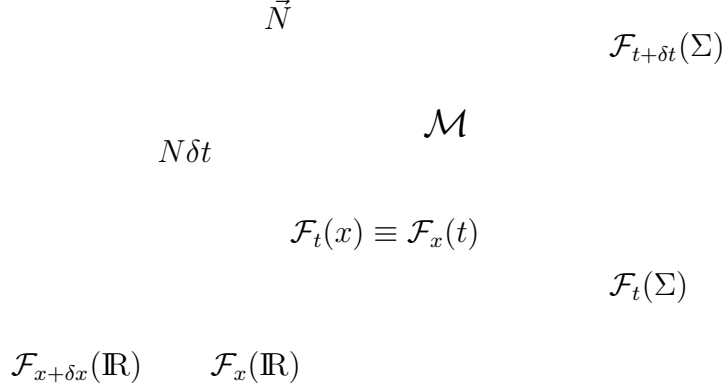 $\vec{N}$
$\mathcal{F}_{t+\delta t}(\Sigma)$
$\mathcal{M}$
$N\delta t$
$\mathcal{F}_t(x) \equiv \mathcal{F}_x(t)$
$\mathcal{F}_t(\Sigma)$
$\mathcal{F}_{x+\delta x}(\mathbb{R})$ $\mathcal{F}_x(\mathbb{R})$